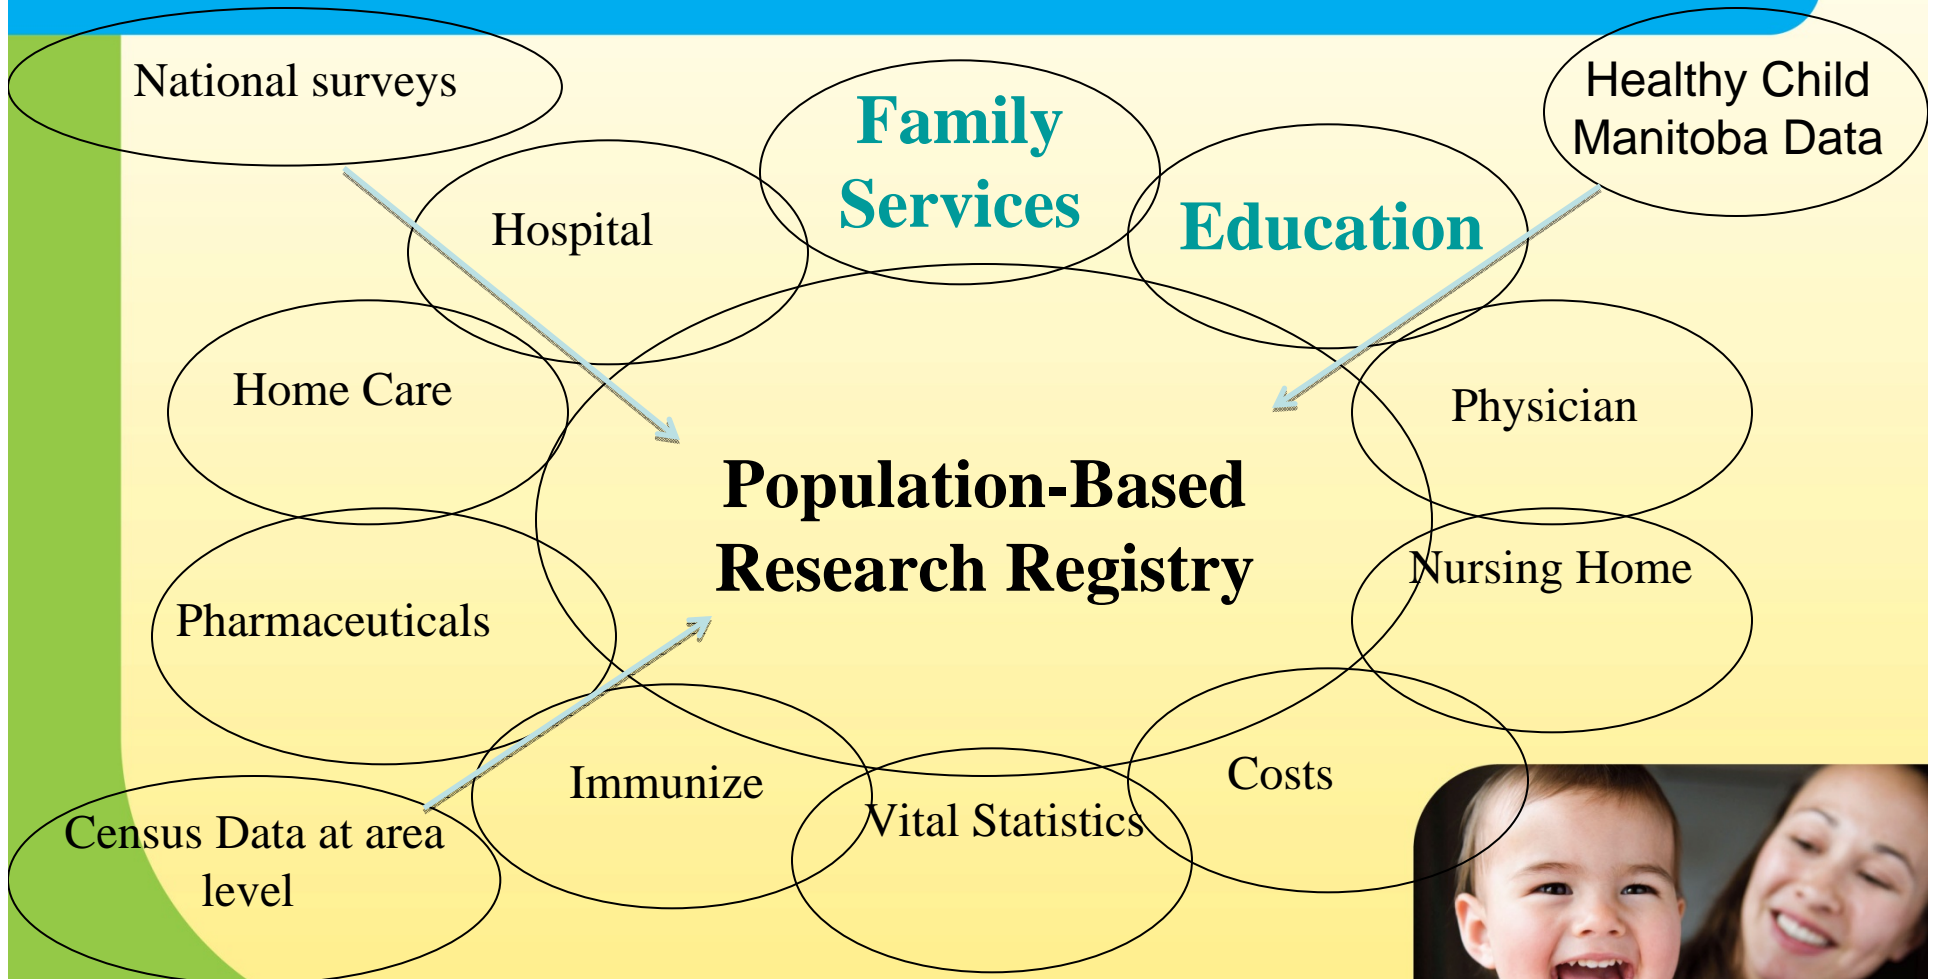 National surveys
Healthy Child
Manitoba Data
Family
Services
Hospital
Education
Home Care
Physician
Population-Based
Research Registry
Nursing Home
Pharmaceuticals
Immunize
Vital Statistics
Costs
Census Data at area
level